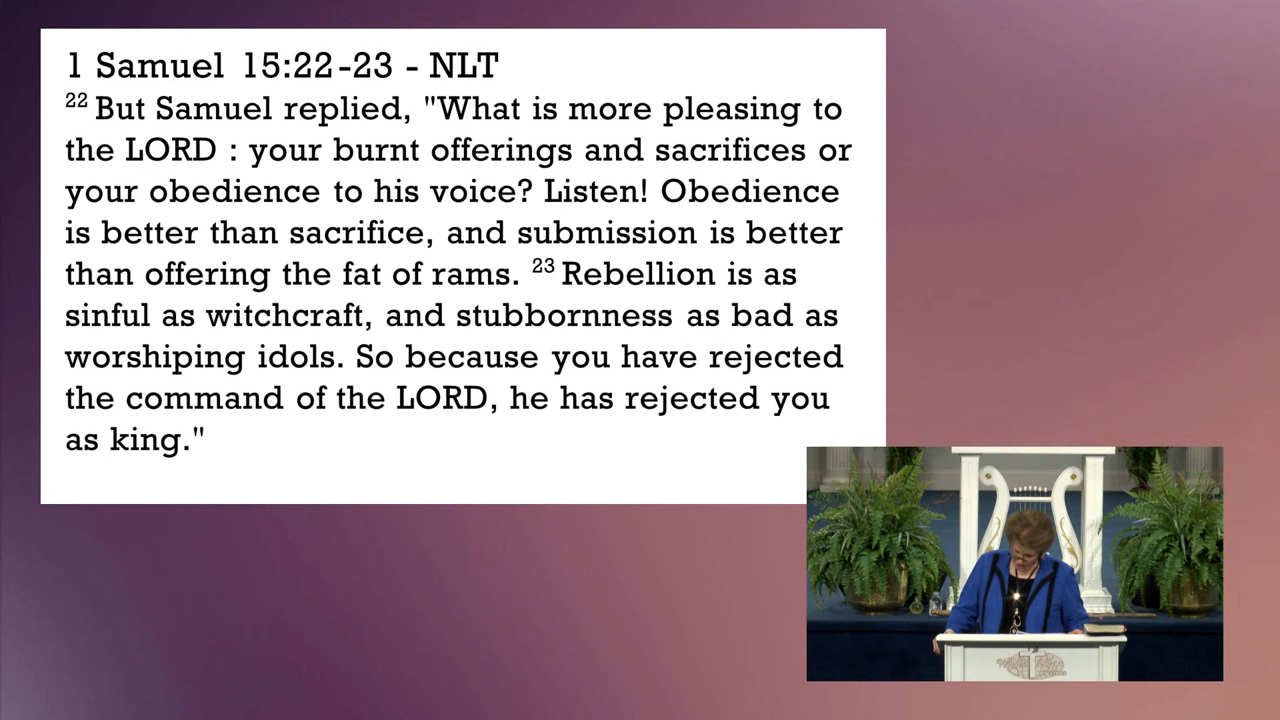 1 Samuel 15:22-23 - NLT
22 But Samuel replied, "What is more pleasing to
the LORD : your burnt offerings and sacrifices or
your obedience to his voice? Listen! Obedience
is better than sacrifice, and submission is better
than offering the fat of rams. 23 Rebellion is as
sinful as witchcraft, and stubbornness as bad as
worshiping idols. So because you have rejected
the command of the LORD, he has rejected you
as king."